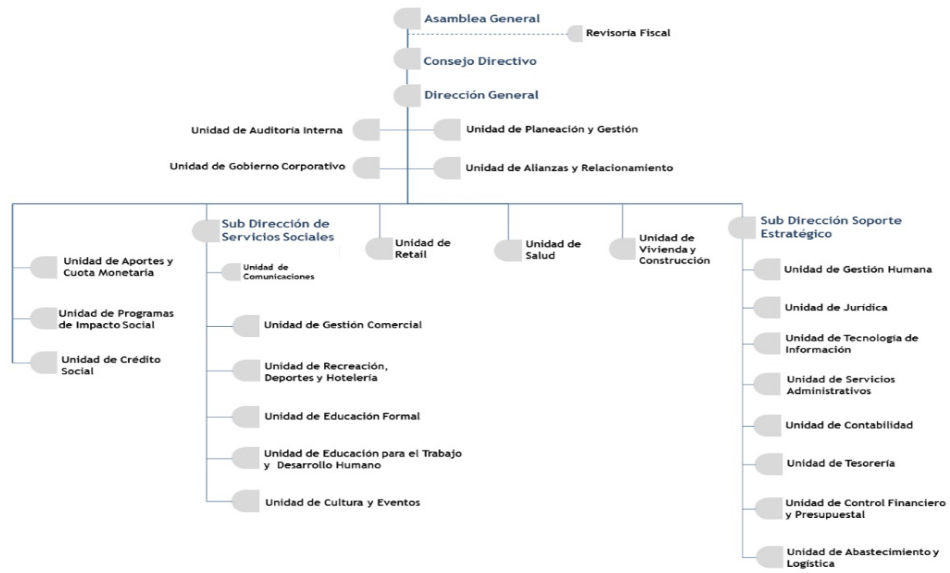 Asamblea General
Revisoría Fiscal
Consejo Directivo
Dirección General
Unidad de Auditoría Interna
Unidad de Planeación y Gestión
Unidad de Gobierno Corporativo
Unidad de Alianzas y Relacionamiento
Unidad de Aportes y
Cuota Monetaria
Unidad de Programas
de Impacto Social
Unidad de Crédito
Social
Sub Dirección de
Servicios Sociales
Unidad de
Comunicaciones
Unidad de Gestión Comercial
Unidad de Recreación,
Deportes y Hotelería
Unidad de Educación Formal
Unidad de Educación para el Trabajo
y Desarrollo Humano
Unidad de Cultura y Eventos
Unidad de
Retail
Unidad de
Salud
Unidad de
Vivienda y
Construcción
Sub Dirección Soporte
Estratégico
Unidad de Gestión Humana
Unidad de Jurídica
Unidad de Tecnología de
Información
Unidad de Servicios
Administrativos
Unidad de Contabilidad
Unidad de Tesorería
Unidad de Control Financiero
y Presupuestal
Unidad de Abastecimiento y
Logística